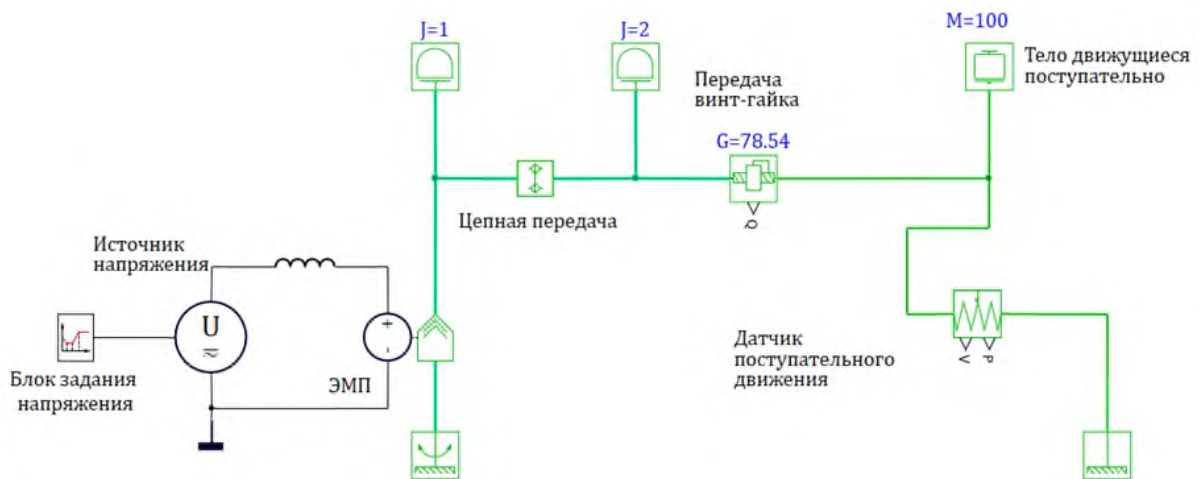 J=1
J=2
M=100
Тело движущиеся
поступательно
Передача
винт-гайка
G=78.54
Q
Цепная передача
Источник
напряжения
U
≂
+
-
ЭМП
Блок задания
напряжения
Датчик
поступательного
движения
V
P